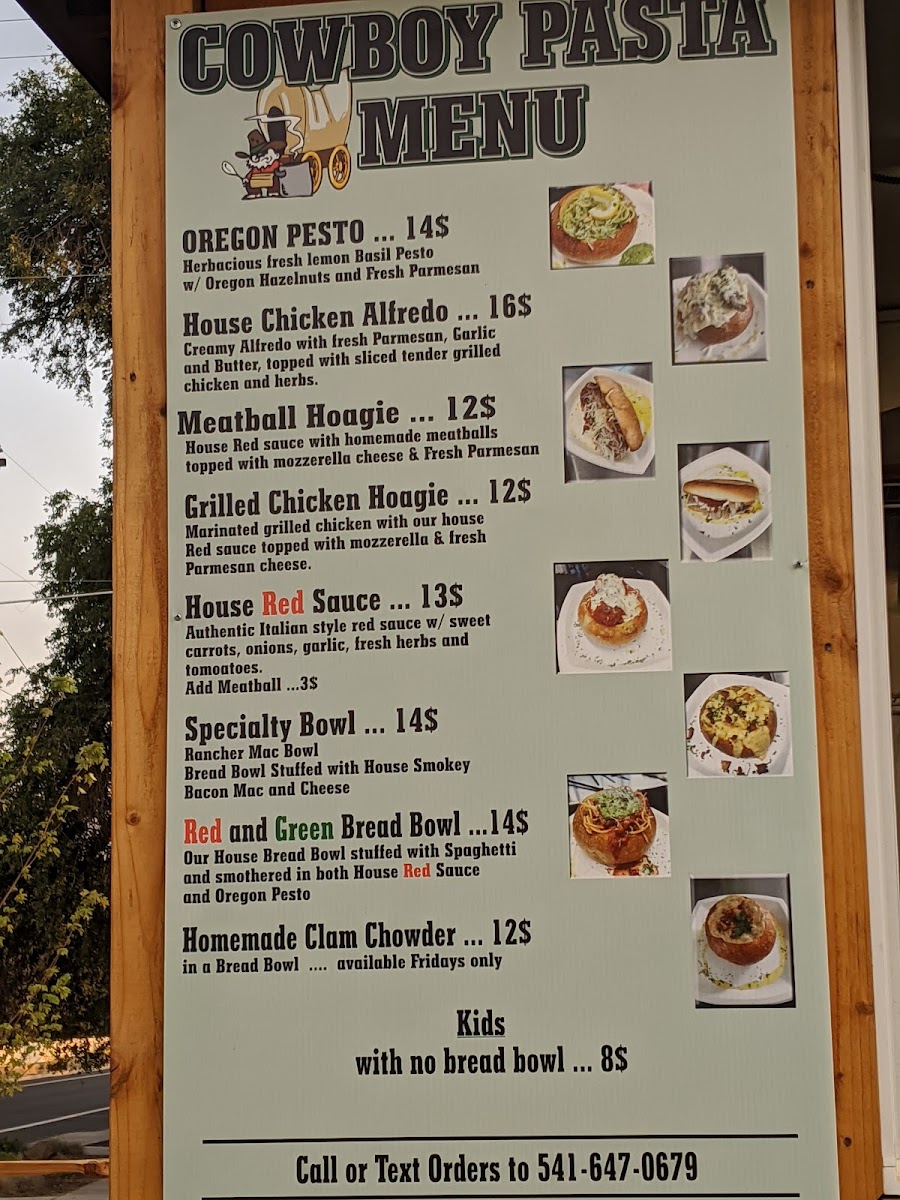 COWBOY PASTA
MENU
OREGON PESTO ... 14$
Herbacious fresh lemon Basil Pesto
w/ Oregon Hazelnuts and Fresh Parmesan
House Chicken Alfredo ... 16$
Creamy Alfredo with fresh Parmesan, Garlic
and Butter, topped with sliced tender grilled
chicken and herbs.
Meatball Hoagie ... 12$
House Red sauce with homemade meatballs
topped with mozzerella cheese & Fresh Parmesan
Grilled Chicken Hoagie ... 12$
Marinated grilled chicken with our house
Red sauce topped with mozzerella & fresh
Parmesan cheese.
House Red Sauce ... 13$
Authentic Italian style red sauce w/ sweet
carrots, onions, garlic, fresh herbs and
tomoatoes.
Add Meatball ...3$
Specialty Bowl ... 14$
Rancher Mac Bowl
Bread Bowl Stuffed with House Smokey
Bacon Mac and Cheese
Red and Green Bread Bowl ...14$
Our House Bread Bowl stuffed with Spaghetti
and smothered in both House Red Sauce
and Oregon Pesto
Homemade Clam Chowder ... 12$
in a Bread Bowl .... available Fridays only
Kids
with no bread bowl ... 8$
Call or Text Orders to 541-647-0679